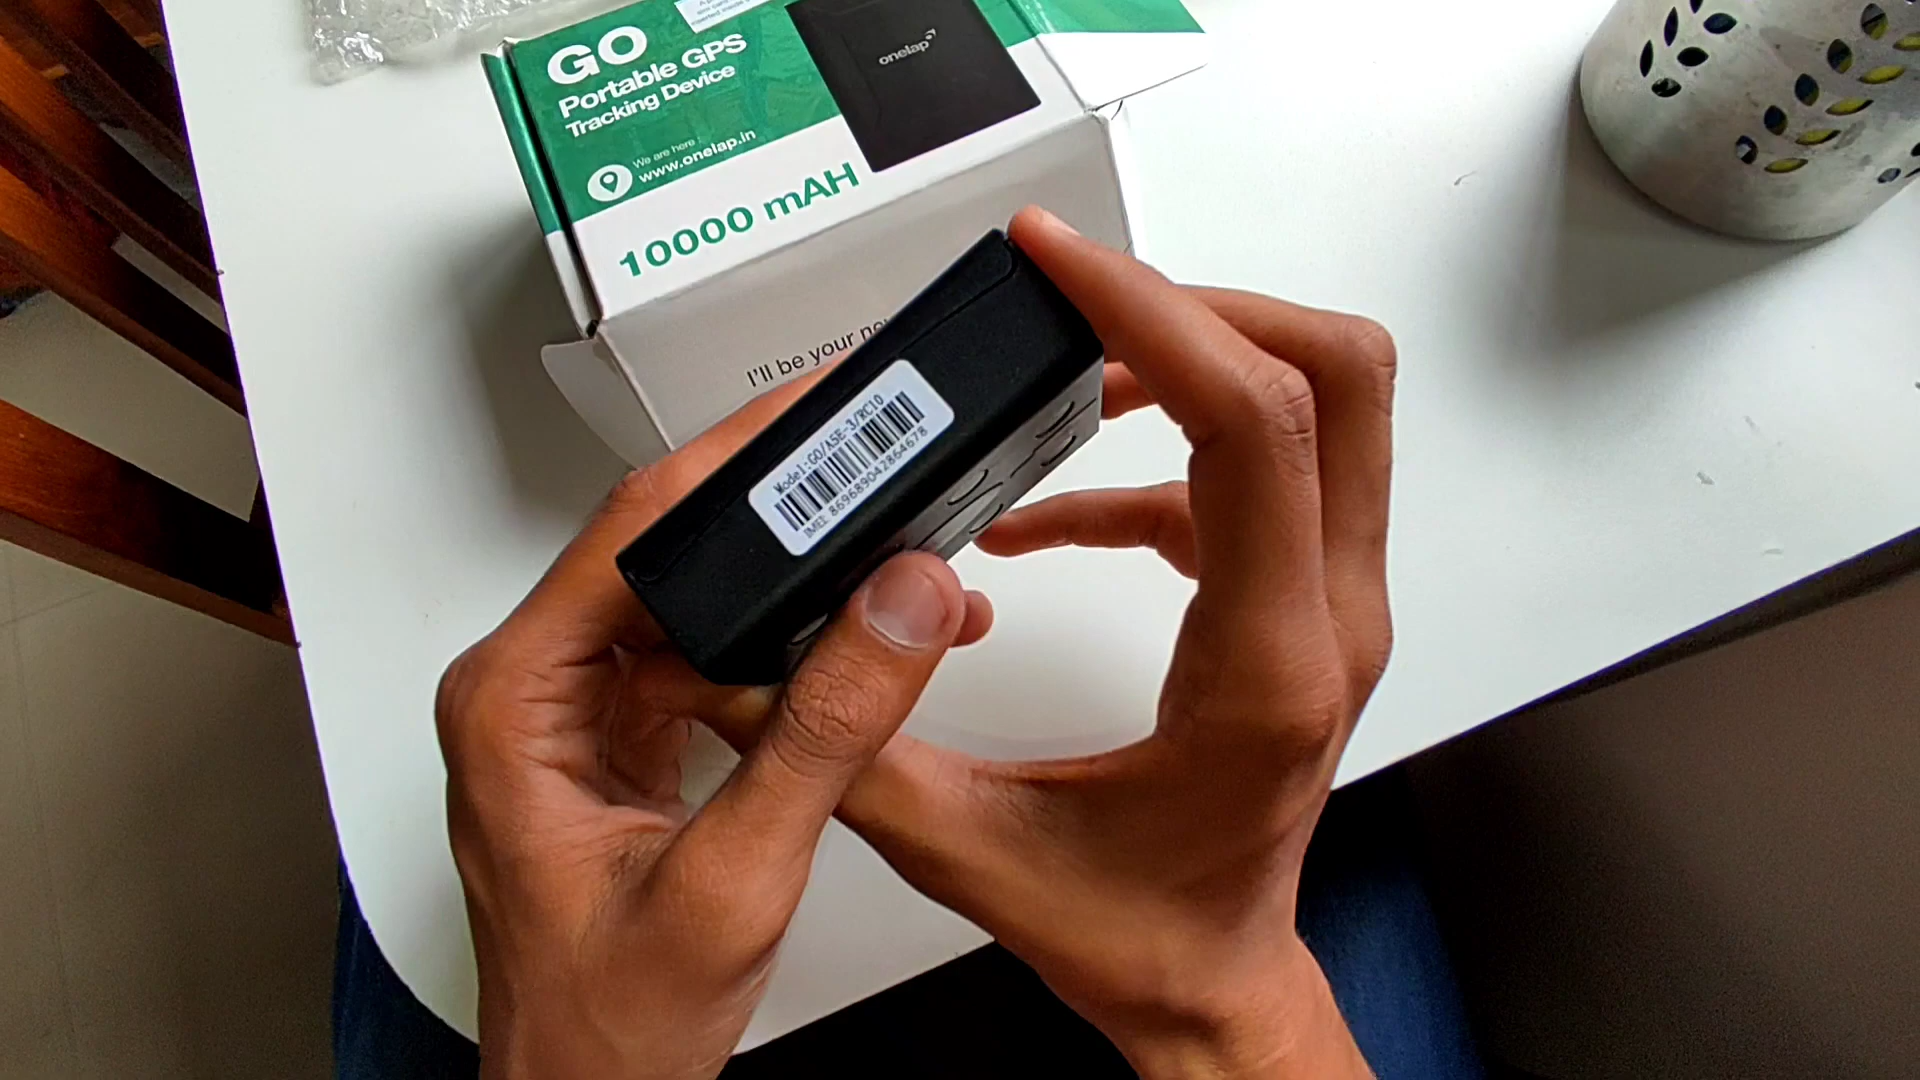 GO
Portable GPS
Tracking Device
We are here :
www.onelap.in
10000 mAH
onelap
I'll be your
Model:GO/ASE-3/RC10
IMEI: 869689042864678